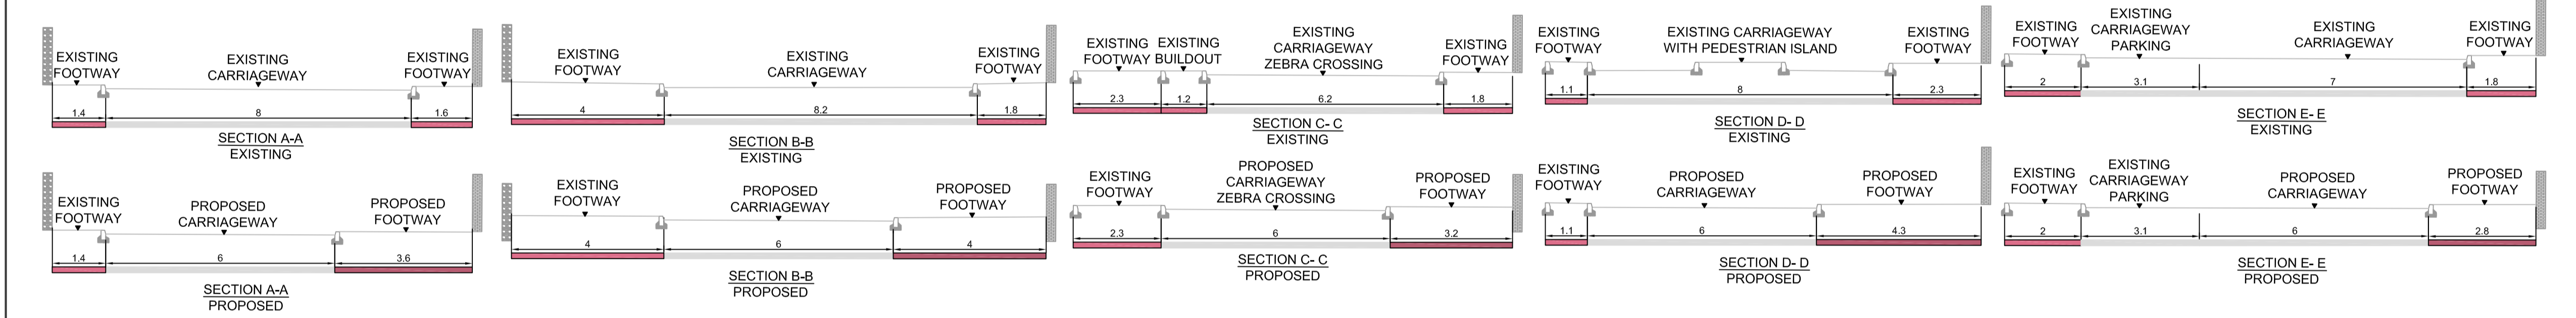 EXISTING
FOOTWAY
EXISTING
CARRIAGEWAY
EXISTING
FOOTWAY
1.4
8
1.6
SECTION A-A
EXISTING
EXISTING
FOOTWAY
EXISTING
CARRIAGEWAY
EXISTING
FOOTWAY
4
8.2
1.8
SECTION B-B
EXISTING
EXISTING
FOOTWAY
EXISTING
BUILDOUT
EXISTING
CARRIAGEWAY
ZEBRA CROSSING
EXISTING
FOOTWAY
2.3
1.2
6.2
1.8
SECTION C- C
EXISTING
EXISTING
FOOTWAY
EXISTING CARRIAGEWAY
WITH PEDESTRIAN ISLAND
EXISTING
FOOTWAY
1.1
8
2.3
SECTION D- D
EXISTING
EXISTING
FOOTWAY
EXISTING
CARRIAGEWAY
PARKING
EXISTING
CARRIAGEWAY
EXISTING
FOOTWAY
2
3.1
7
1.8
SECTION E- E
EXISTING
EXISTING
FOOTWAY
PROPOSED
CARRIAGEWAY
PROPOSED
FOOTWAY
1.4
6
3.6
SECTION A-A
PROPOSED
EXISTING
FOOTWAY
PROPOSED
CARRIAGEWAY
PROPOSED
FOOTWAY
4
6
4
SECTION B-B
PROPOSED
EXISTING
FOOTWAY
PROPOSED
CARRIAGEWAY
ZEBRA CROSSING
PROPOSED
FOOTWAY
2.3
6
3.2
SECTION C- C
PROPOSED
EXISTING
FOOTWAY
PROPOSED
CARRIAGEWAY
PROPOSED
FOOTWAY
1.1
6
4.3
SECTION D- D
PROPOSED
EXISTING
FOOTWAY
EXISTING
CARRIAGEWAY
PARKING
PROPOSED
CARRIAGEWAY
PROPOSED
FOOTWAY
2
3.1
6
2.8
SECTION E- E
PROPOSED